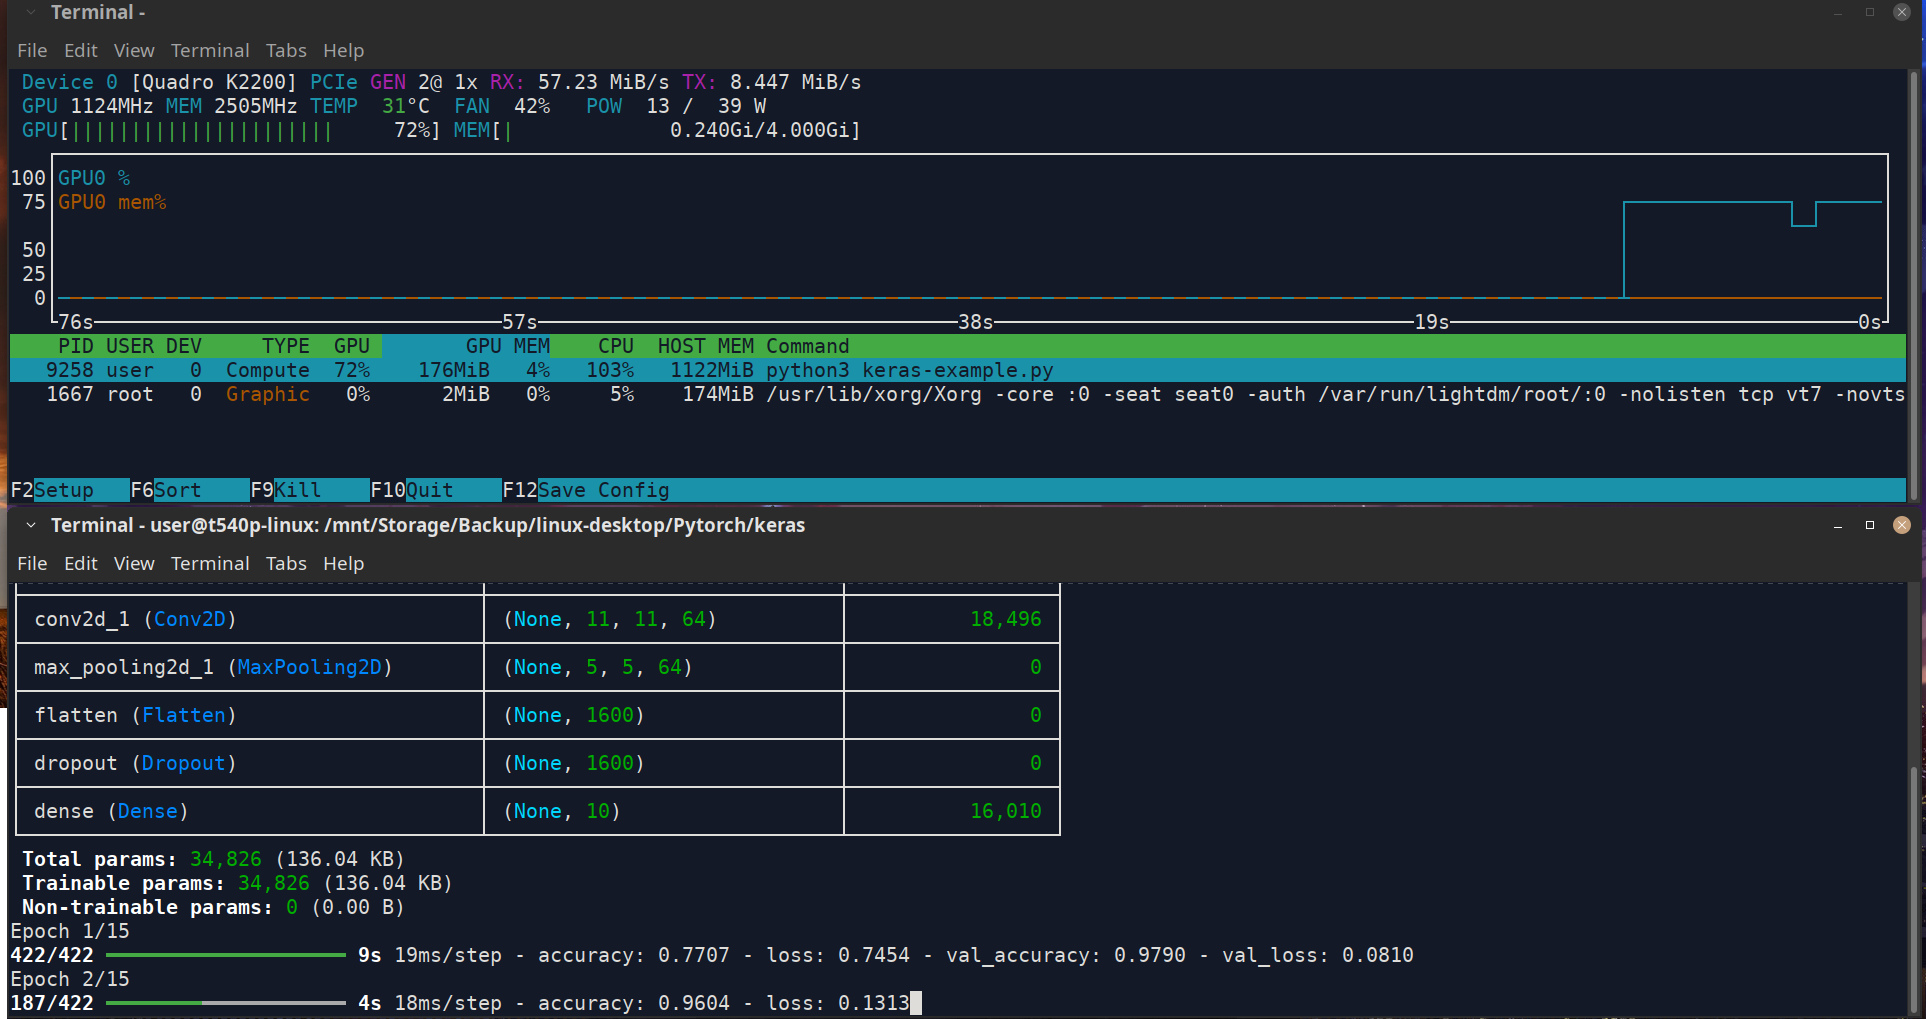 Terminal -
File Edit View Terminal Tabs Help
Device 0 [Quadro K2200] PCIe GEN 2@ 1x RX: 57.23 MiB/s TX: 8.447 MiB/s
GPU 1124MHz MEM 2505MHz TEMP 31°C FAN 42% POW 13 / 39 W
GPU[|||||||||||||||||||||| 72%] MEM[| 0.240Gi/4.000Gi]
100 GPU0 %
75 GPU0 mem%
50
25
0
76s 57s 38s 19s 0s
PID USER DEV TYPE GPU GPU MEM CPU HOST MEM Command
9258 user 0 Compute 72% 176MiB 4% 103% 1122MiB python3 keras-example.py
1667 root 0 Graphic 0% 2MiB 0% 5% 174MiB /usr/lib/xorg/Xorg -core :0 -seat seat0 -auth /var/run/lightdm/root/:0 -nolisten tcp vt7 -novts
F2Setup F6Sort F9Kill F10Quit F12Save Config
Terminal - user@t540p-linux: /mnt/Storage/Backup/linux-desktop/Pytorch/keras
File Edit View Terminal Tabs Help
conv2d_1 (Conv2D) (None, 11, 11, 64) 18,496
max_pooling2d_1 (MaxPooling2D) (None, 5, 5, 64) 0
flatten (Flatten) (None, 1600) 0
dropout (Dropout) (None, 1600) 0
dense (Dense) (None, 10) 16,010
Total params: 34,826 (136.04 KB)
Trainable params: 34,826 (136.04 KB)
Non-trainable params: 0 (0.00 B)
Epoch 1/15
422/422 9s 19ms/step - accuracy: 0.7707 - loss: 0.7454 - val_accuracy: 0.9790 - val_loss: 0.0810
Epoch 2/15
187/422 4s 18ms/step - accuracy: 0.9604 - loss: 0.1313